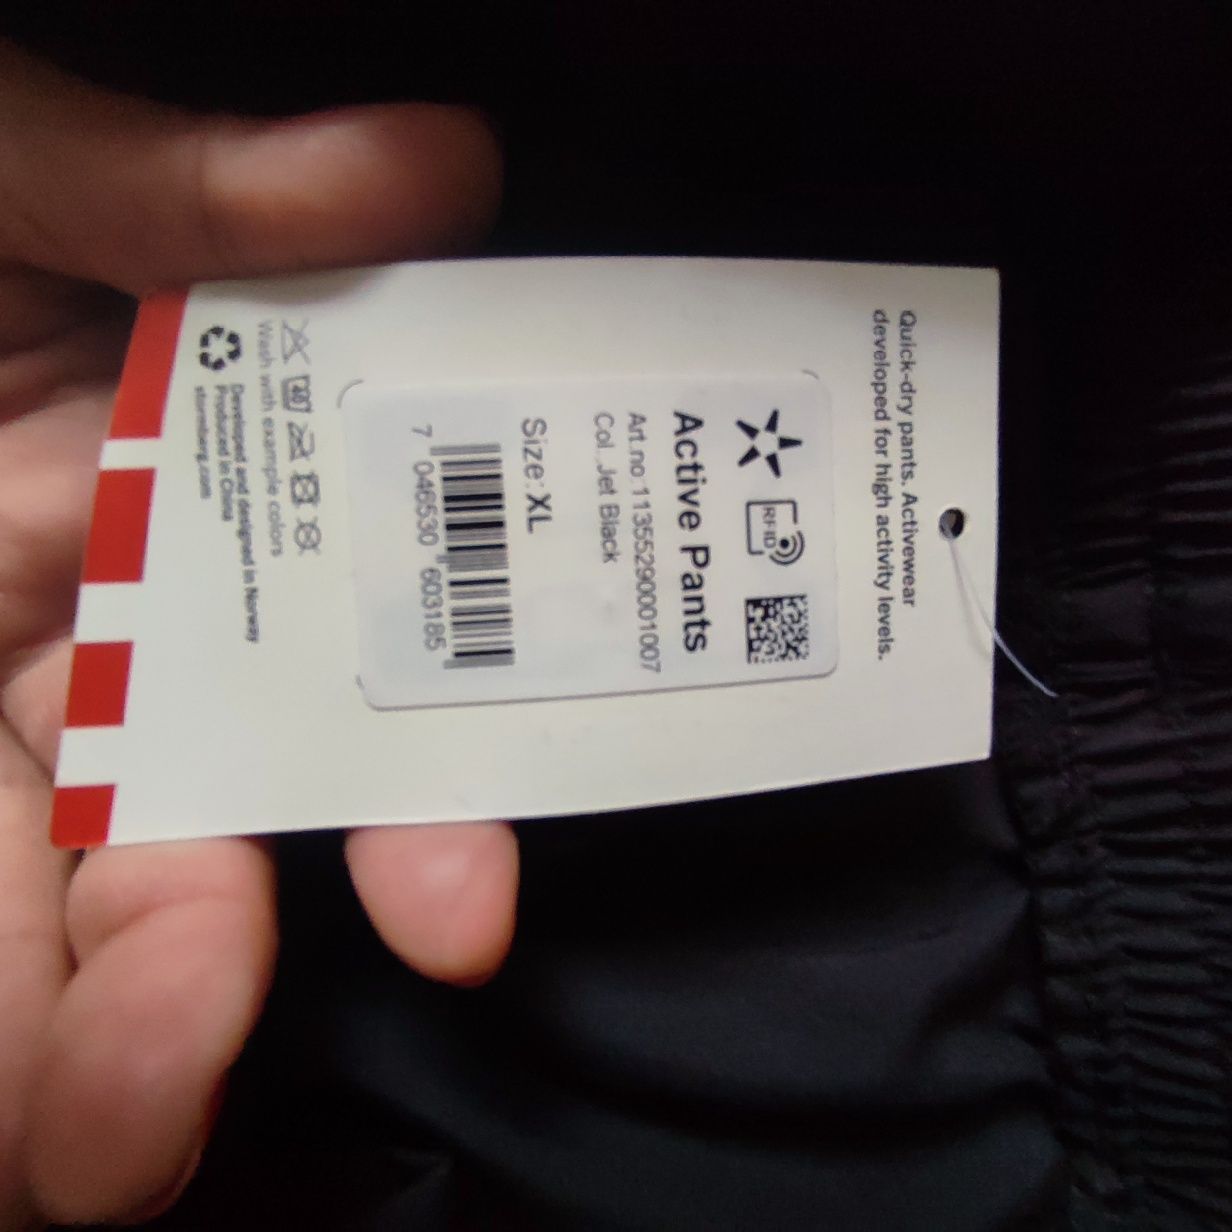 Quick-dry pants. Activewear
developed for high activity levels.
RFID
Active Pants
Art.no:11355290001007
Col. Jet Black
Size: XL
7 046530 603185
40
Wash with example colors
Developed and designed in Norway
Produced in China
stormberg.com